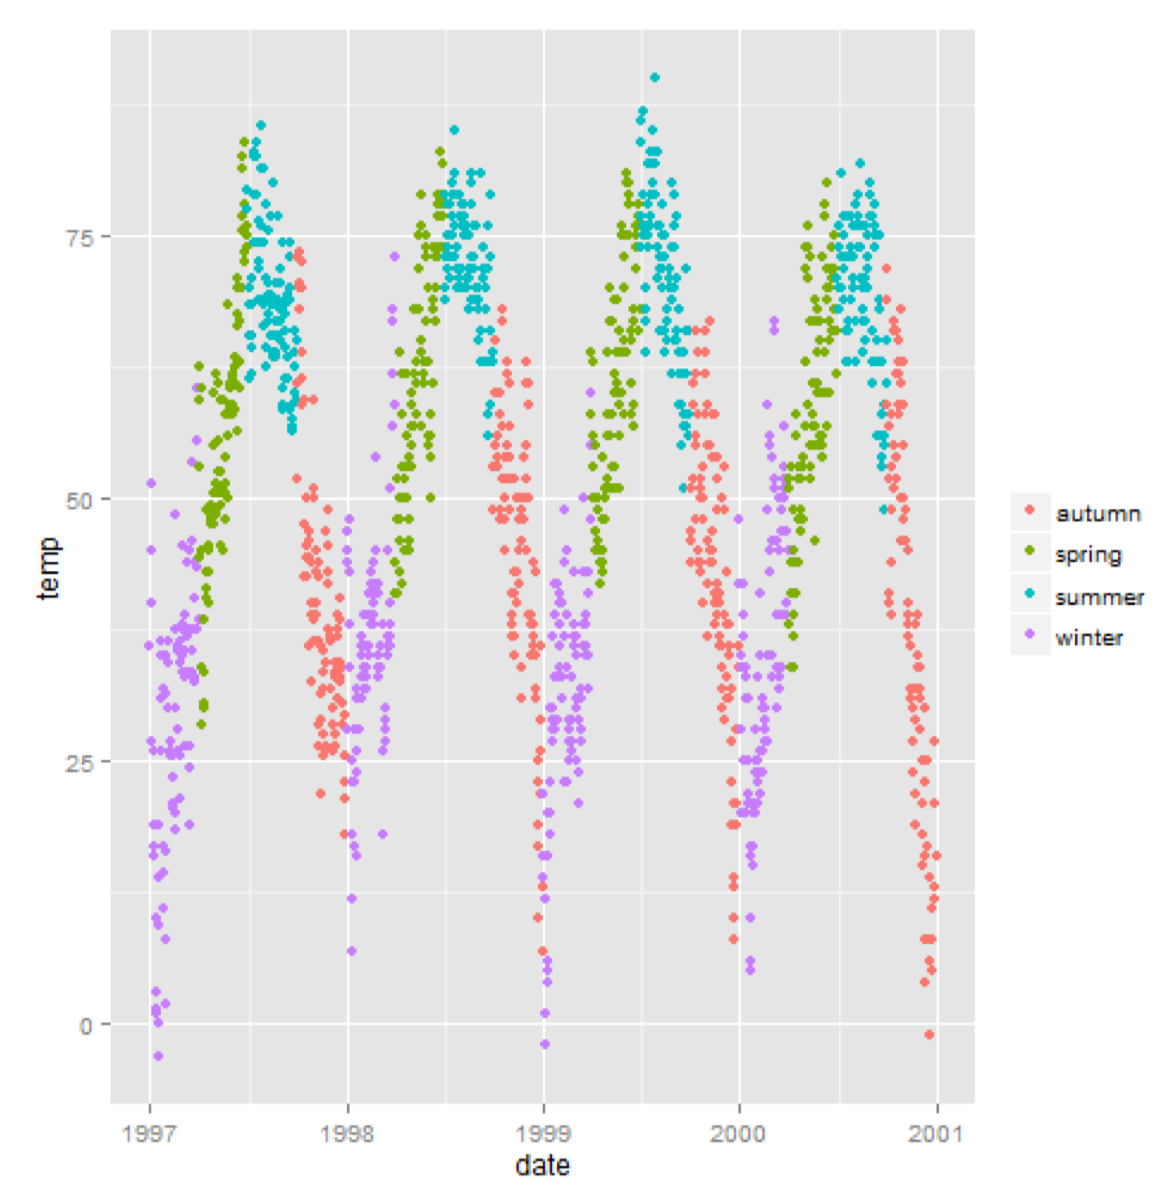 75
50
25
0
temp
1997 1998 1999 2000 2001
date
autumn
spring
summer
winter